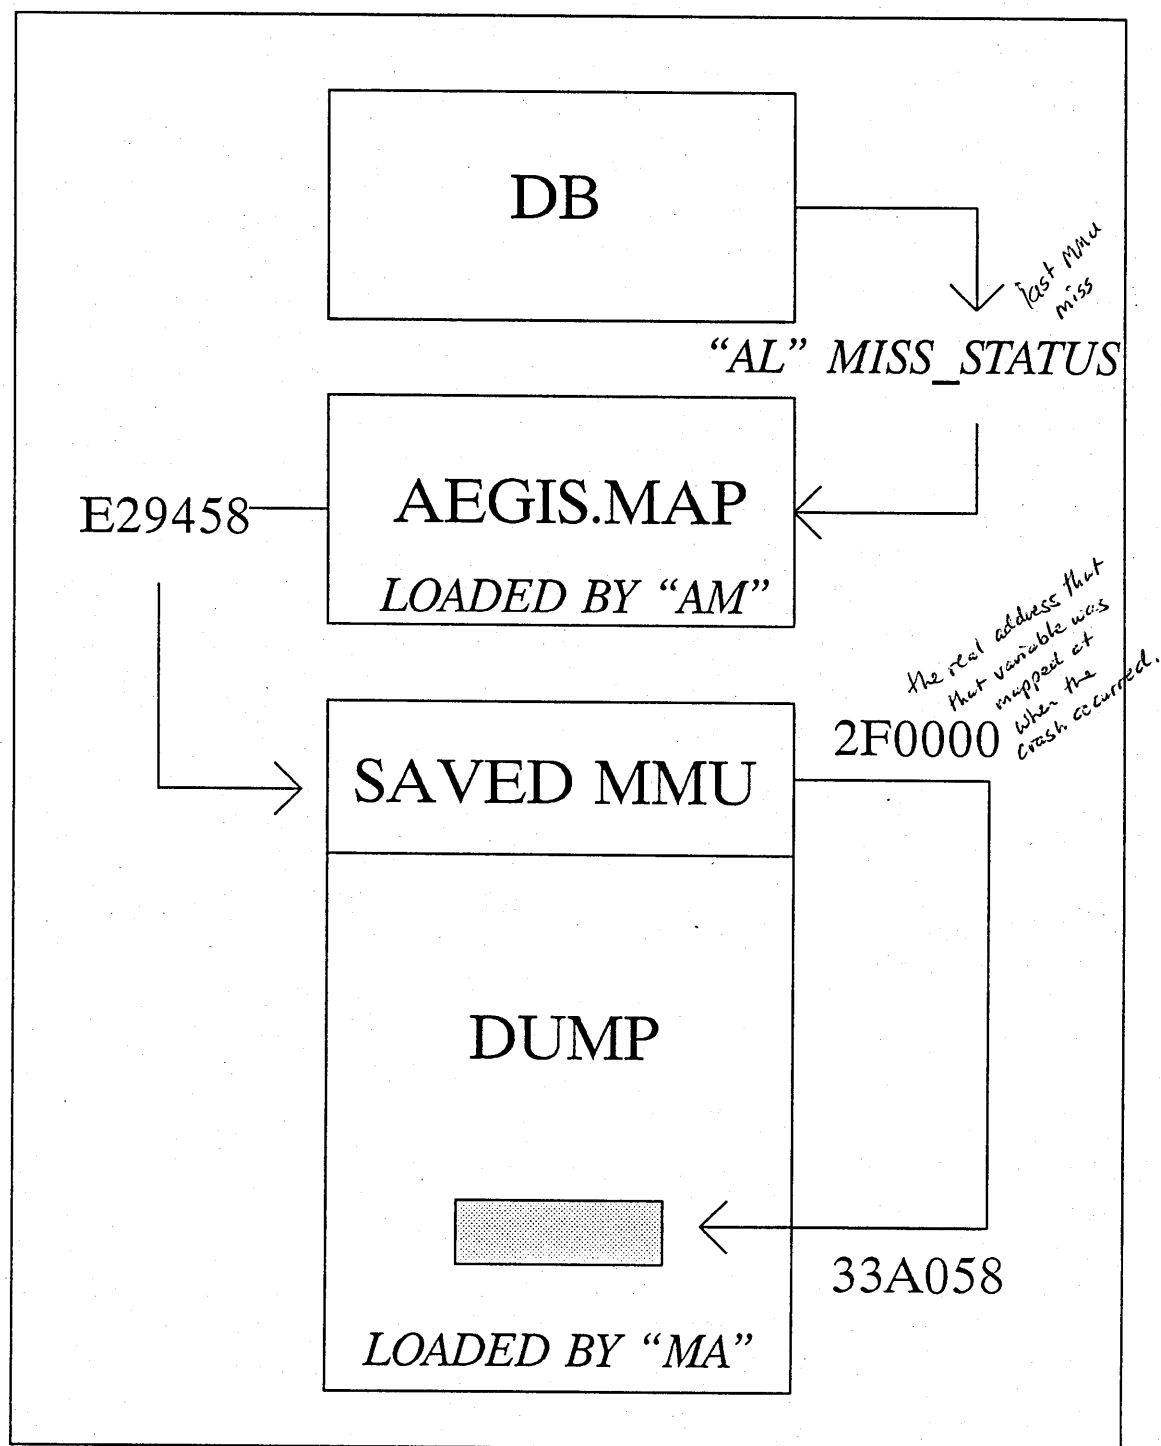 DB
last MMU
miss
“AL” MISS_STATUS
E29458
AEGIS.MAP
LOADED BY “AM”
the real address that
that variable was
mapped at
when the
crash occurred.
2F0000
SAVED MMU
DUMP
33A058
LOADED BY “MA”